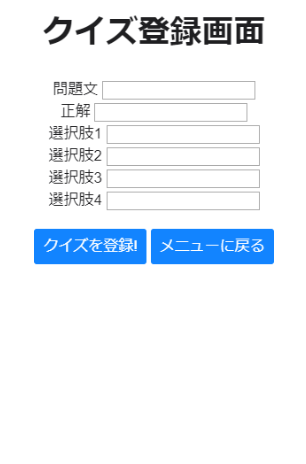 クイズ登録画面
問題文
正解
選択肢1
選択肢2
選択肢3
選択肢4
クイズを登録! メニューに戻る